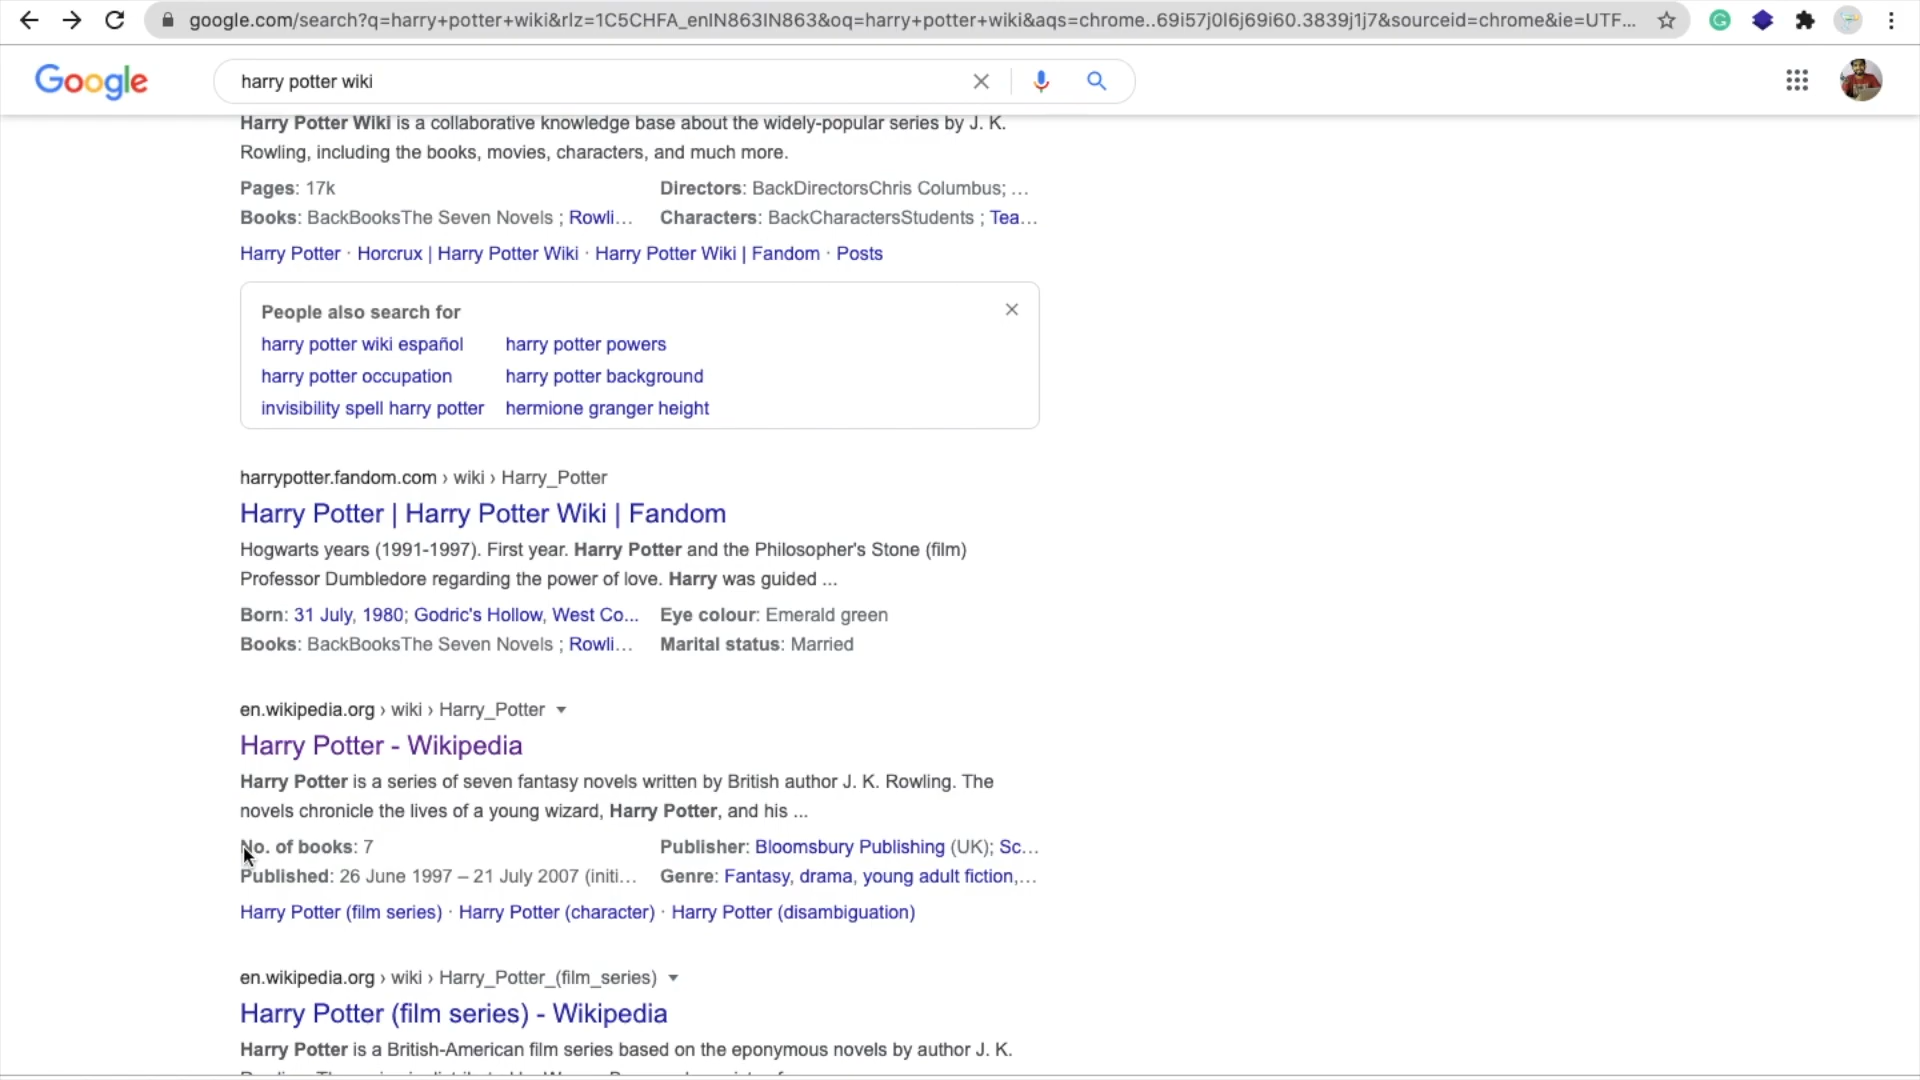 google.com/search?q=harry+potter+wiki&rlz=1C5CHFA_enIN863IN863&oq=harry+potter+wiki&aqs=chrome..69i57j0l6j69i60.3839j1j7&sourceid=chrome&ie=UTF...
Google
harry potter wiki
Harry Potter Wiki is a collaborative knowledge base about the widely-popular series by J. K.
Rowling, including the books, movies, characters, and much more.
Pages: 17k Directors: BackDirectorsChris Columbus; ...
Books: BackBooksThe Seven Novels ; Rowli... Characters: BackCharactersStudents ; Tea...
Harry Potter · Horcrux | Harry Potter Wiki · Harry Potter Wiki | Fandom · Posts
People also search for
harry potter wiki español harry potter powers
harry potter occupation harry potter background
invisibility spell harry potter hermione granger height
harrypotter.fandom.com › wiki › Harry_Potter
Harry Potter | Harry Potter Wiki | Fandom
Hogwarts years (1991-1997). First year. Harry Potter and the Philosopher's Stone (film)
Professor Dumbledore regarding the power of love. Harry was guided ...
Born: 31 July, 1980; Godric's Hollow, West Co... Eye colour: Emerald green
Books: BackBooksThe Seven Novels ; Rowli... Marital status: Married
en.wikipedia.org › wiki › Harry_Potter
Harry Potter - Wikipedia
Harry Potter is a series of seven fantasy novels written by British author J. K. Rowling. The
novels chronicle the lives of a young wizard, Harry Potter, and his ...
No. of books: 7 Publisher: Bloomsbury Publishing (UK); Sc...
Published: 26 June 1997 – 21 July 2007 (initi... Genre: Fantasy, drama, young adult fiction,...
Harry Potter (film series) · Harry Potter (character) · Harry Potter (disambiguation)
en.wikipedia.org › wiki › Harry_Potter_(film_series)
Harry Potter (film series) - Wikipedia
Harry Potter is a British-American film series based on the eponymous novels by author J. K.